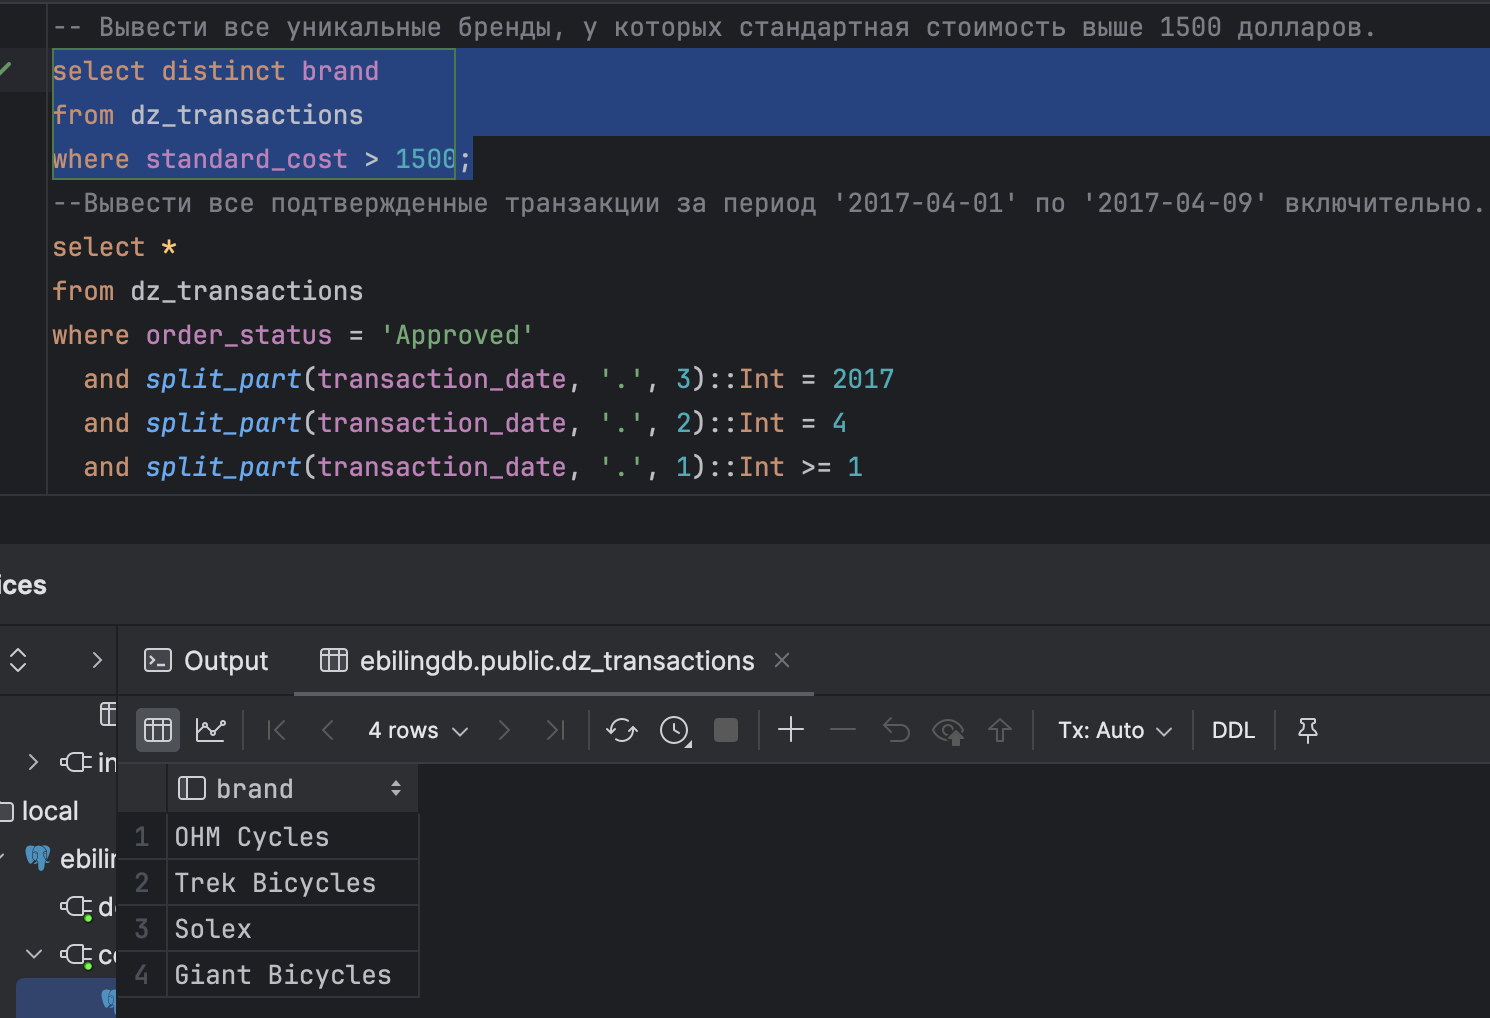 -- Вывести все уникальные бренды, у которых стандартная стоимость выше 1500 долларов.
select distinct brand
from dz_transactions
where standard_cost > 1500;
--Вывести все подтвержденные транзакции за период '2017-04-01' по '2017-04-09' включительно.
select *
from dz_transactions
where order_status = 'Approved'
  and split_part(transaction_date, '.', 3)::Int = 2017
  and split_part(transaction_date, '.', 2)::Int = 4
  and split_part(transaction_date, '.', 1)::Int >= 1
ices
Output ebilingdb.public.dz_transactions
4 rows Tx: Auto DDL
in
local
ebilin
brand
1 OHM Cycles
2 Trek Bicycles
3 Solex
4 Giant Bicycles